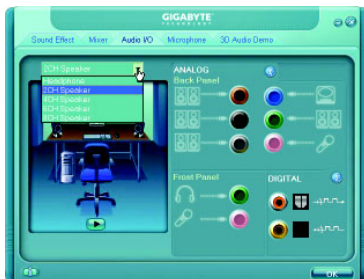 GIGABYTE
TECHNOLOGY
Sound Effect Mixer Audio I/O Microphone 3D Audio Demo
2CH Speaker
Headphone
2CH Speaker
4CH Speaker
6CH Speaker
8CH Speaker
ANALOG
Back Panel
Front Panel
DIGITAL
OK